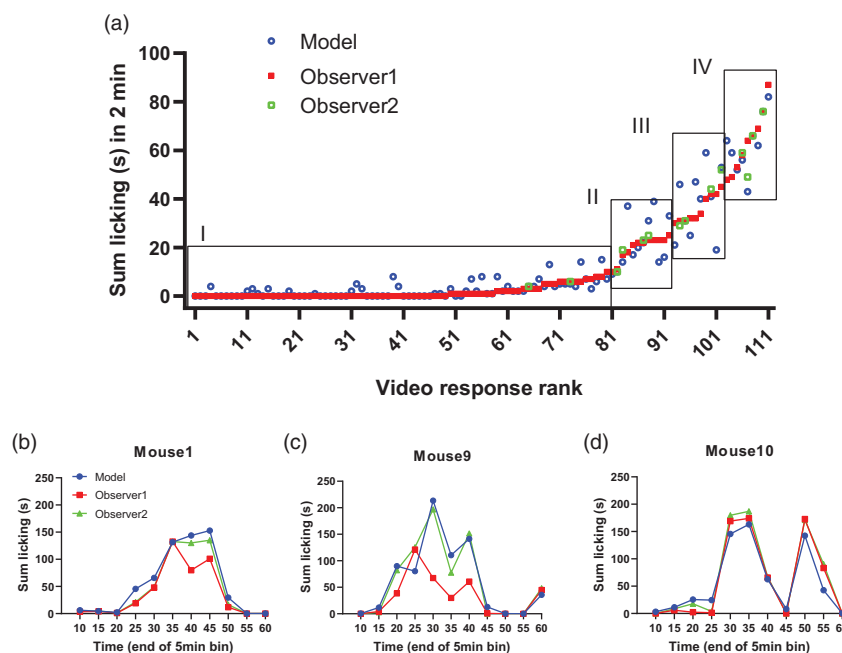 (a)
Model
Observer1
Observer2
Sum licking (s) in 2 min
100
80
60
40
20
0
I
II
III
IV
1 11 21 31 41 51 61 71 81 91 101 111
Video response rank
(b)
Mouse1
Model
Observer1
Observer2
Sum licking (s)
250
200
150
100
50
0
10 15 20 25 30 35 40 45 50 55 60
Time (end of 5min bin)
(c)
Mouse9
Sum licking (s)
250
200
150
100
50
0
10 15 20 25 30 35 40 45 50 55 60
Time (end of 5min bin)
(d)
Mouse10
Sum licking (s)
250
200
150
100
50
0
10 15 20 25 30 35 40 45 50 55
Time (end of 5min bin)